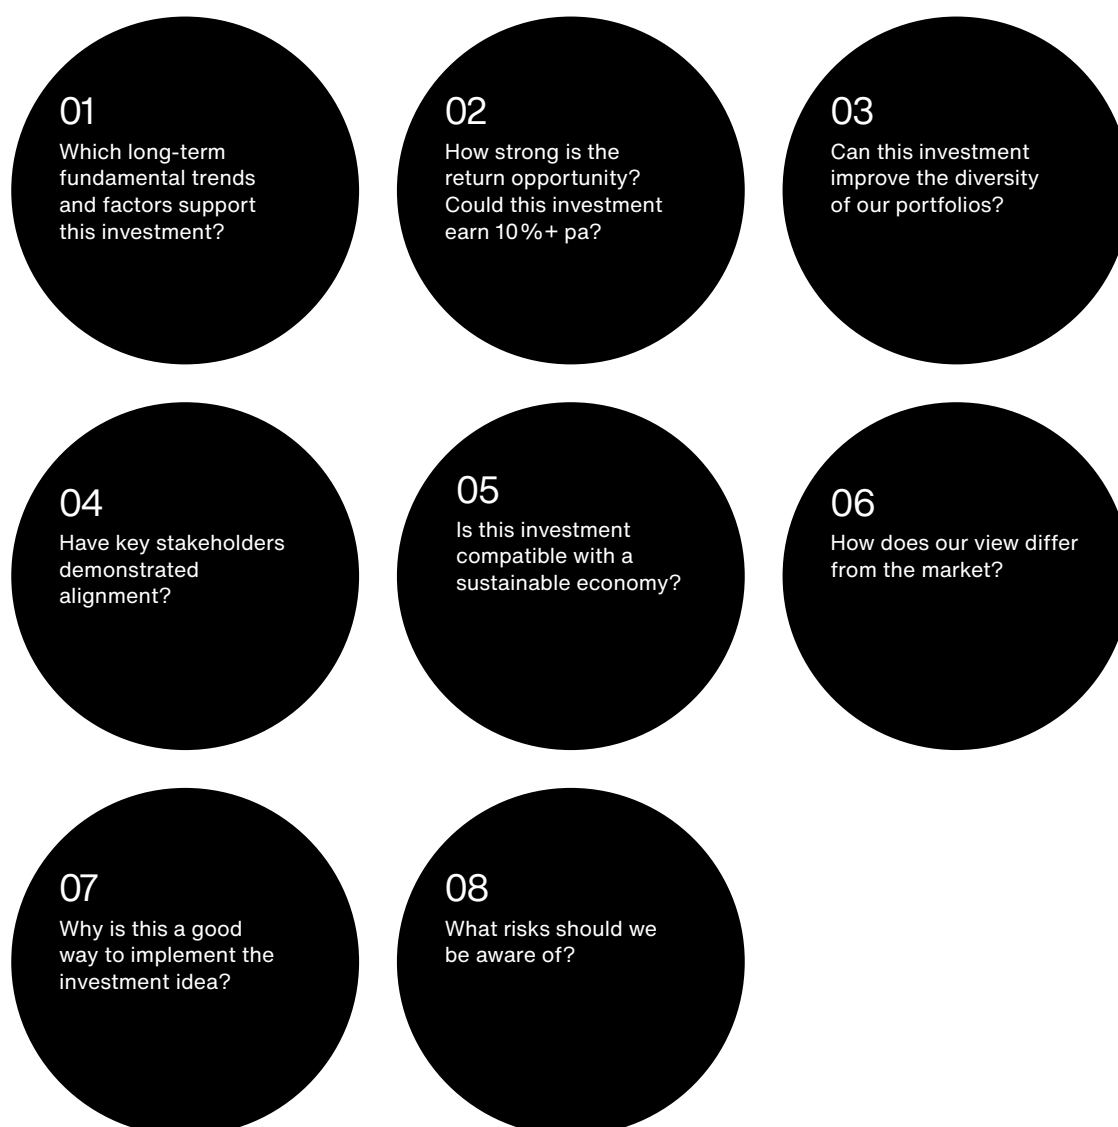 01
Which long-term
fundamental trends
and factors support
this investment?
02
How strong is the
return opportunity?
Could this investment
earn 10%+ pa?
03
Can this investment
improve the diversity
of our portfolios?
04
Have key stakeholders
demonstrated
alignment?
05
Is this investment
compatible with a
sustainable economy?
06
How does our view differ
from the market?
07
Why is this a good
way to implement the
investment idea?
08
What risks should we
be aware of?